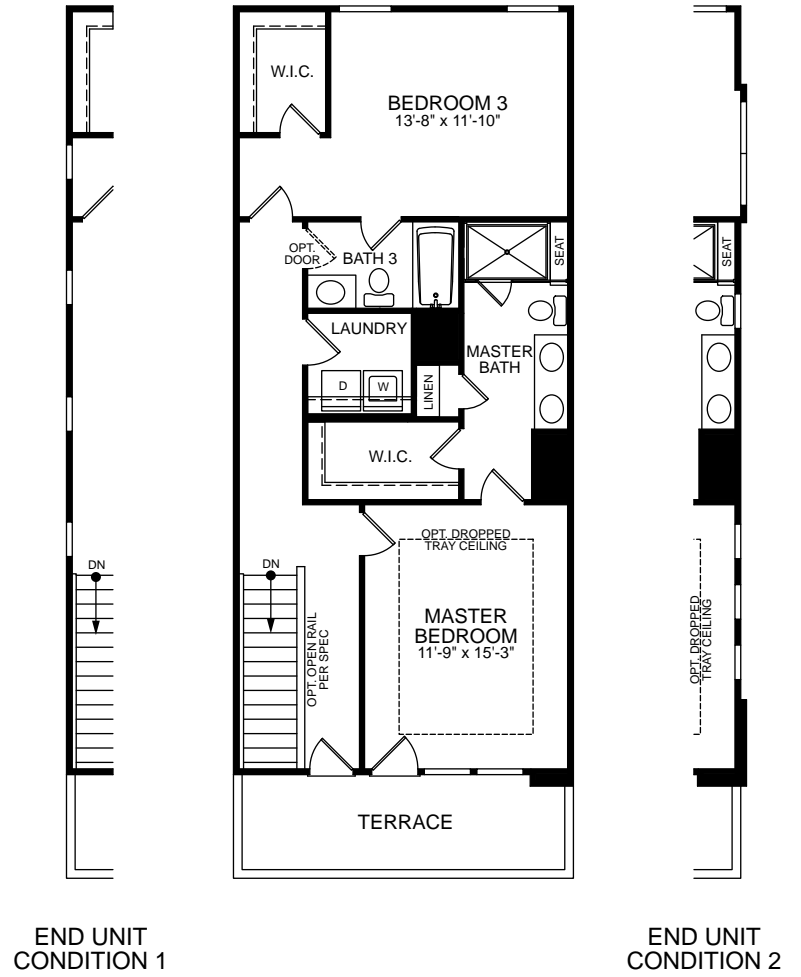 W.I.C.
BEDROOM 3
13'-8" x 11'-10"
OPT.
DOOR
BATH 3
SEAT
SEAT
LAUNDRY
MASTER
BATH
D
W
LINEN
W.I.C.
OPT. DROPPED
TRAY CEILING
DN
DN
OPT. OPEN RAIL
PER SPEC
MASTER
BEDROOM
11'-9" x 15'-3"
OPT. DROPPED
TRAY CEILING
TERRACE
END UNIT
CONDITION 1
END UNIT
CONDITION 2